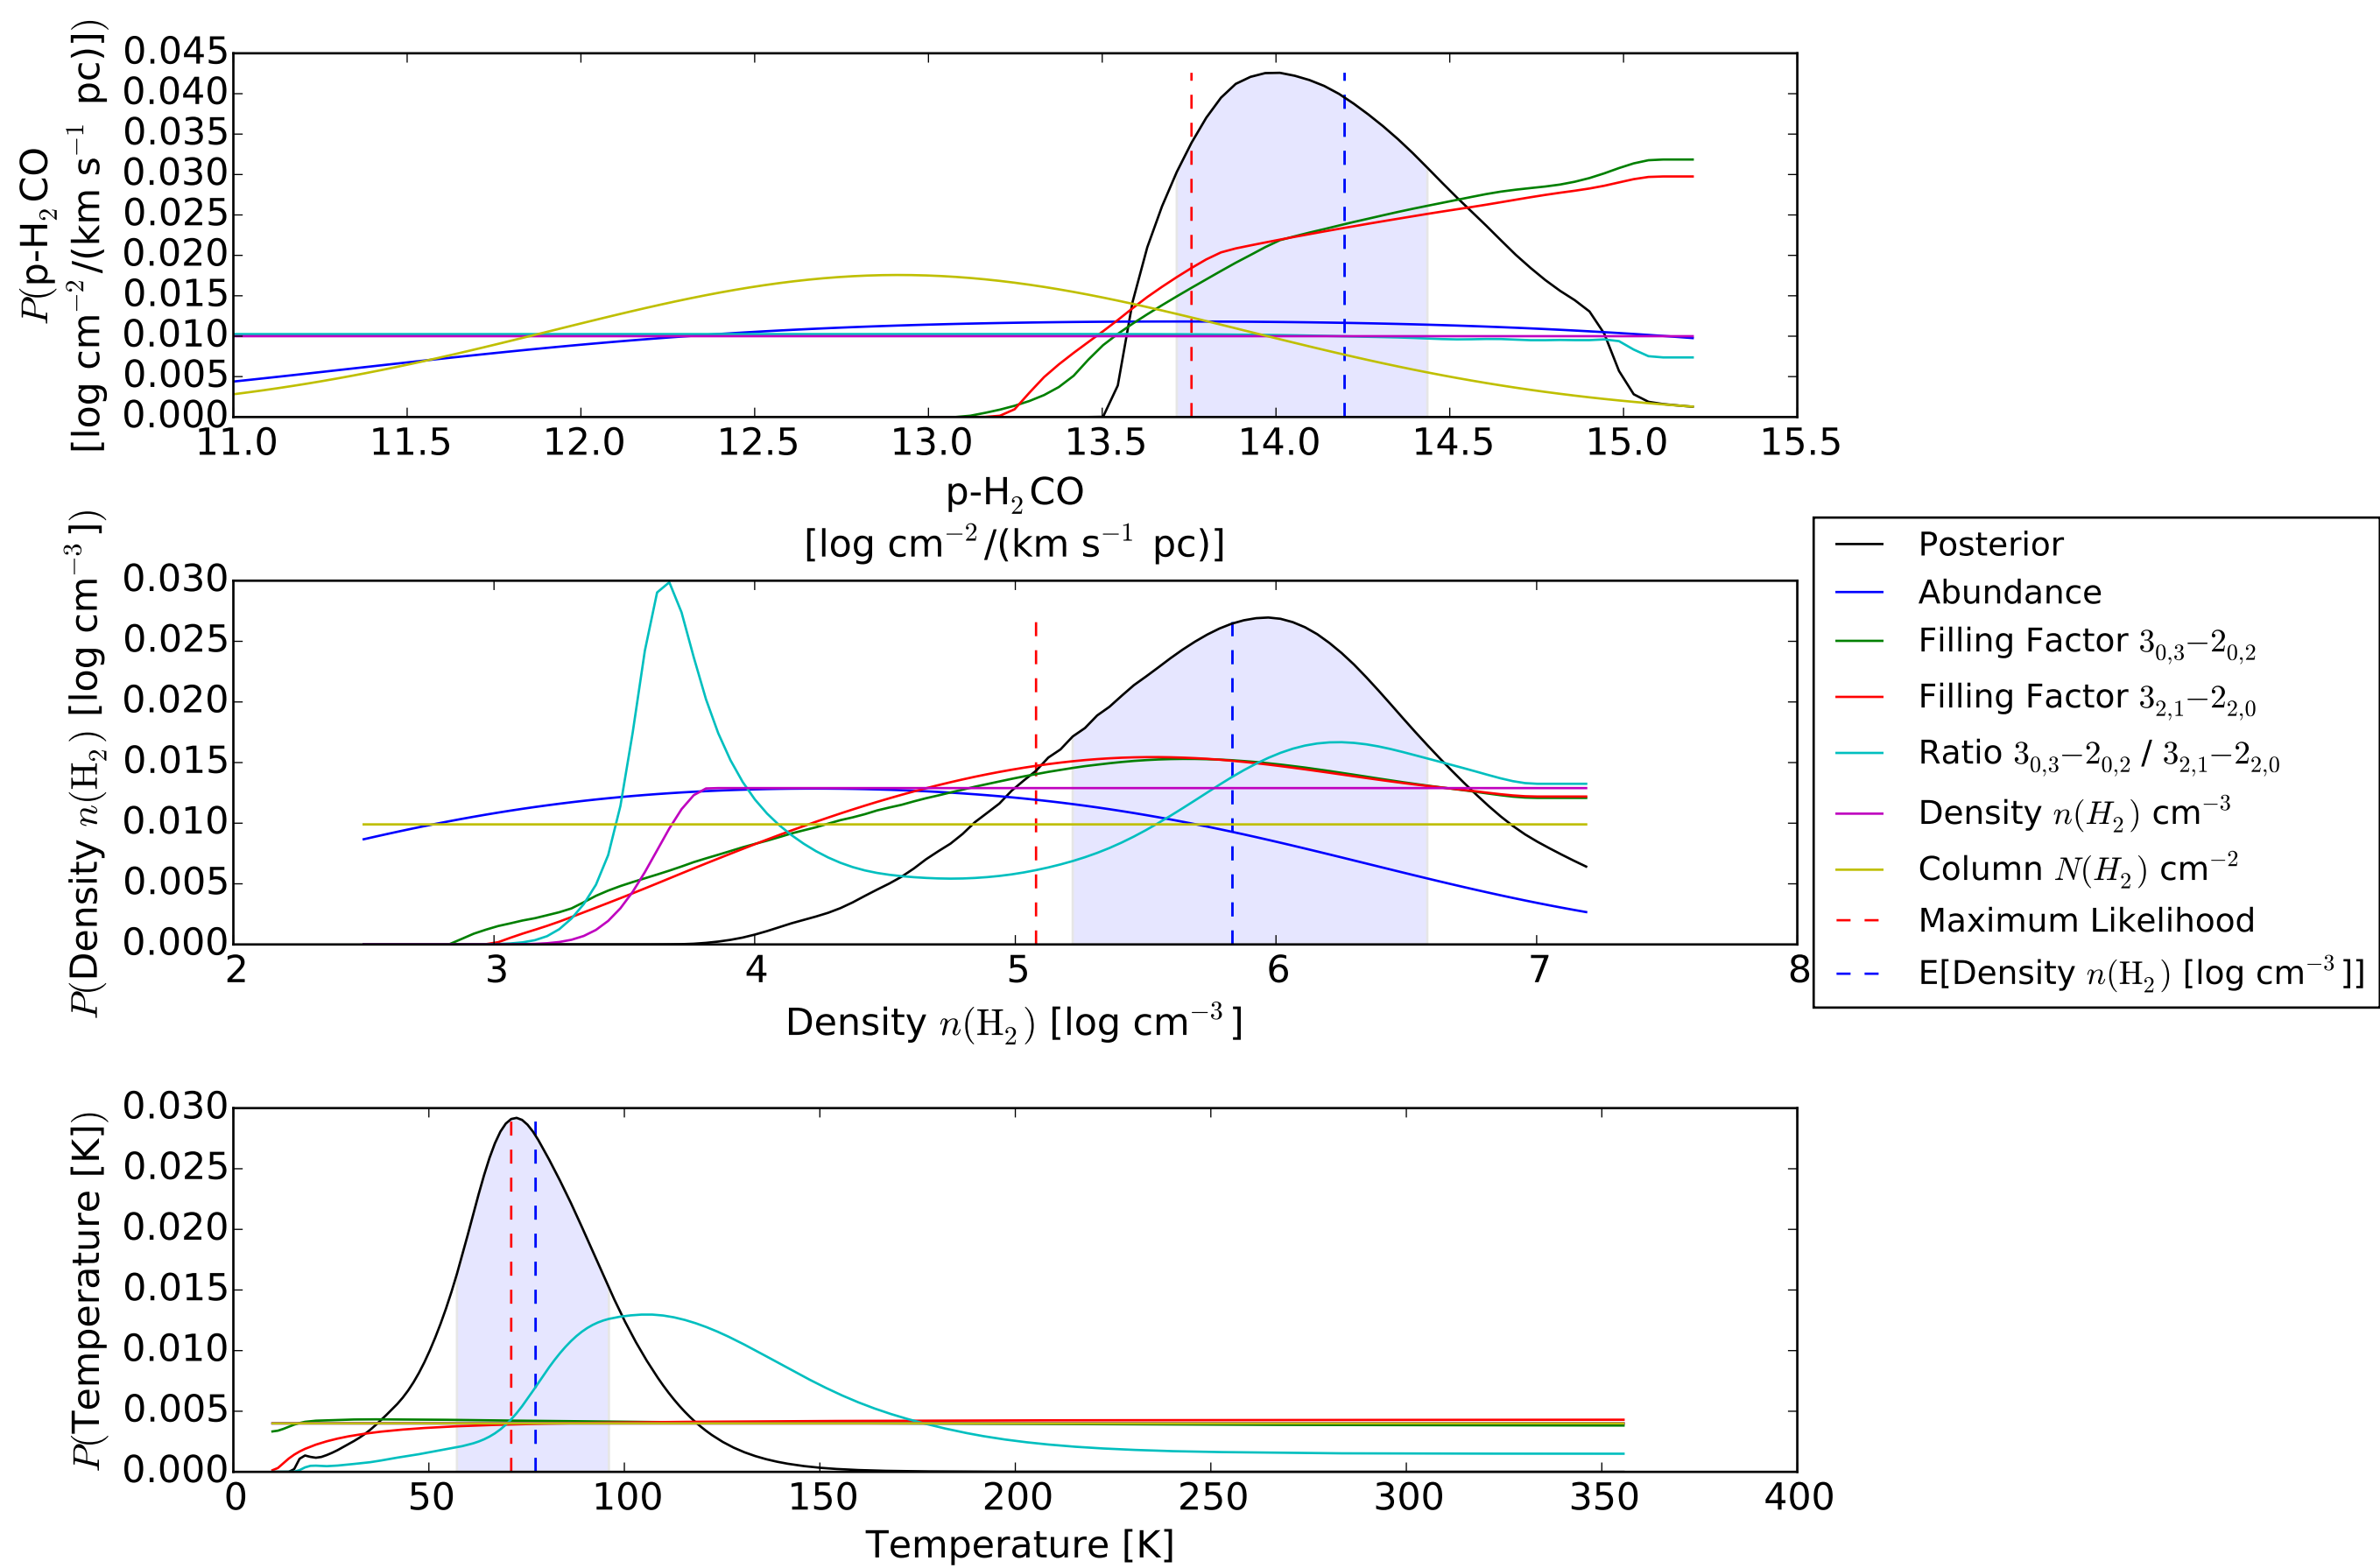 P(p-H₂CO
[log cm⁻²/(km s⁻¹ pc)])
0.045
0.040
0.035
0.030
0.025
0.020
0.015
0.010
0.005
0.000
11.0 11.5 12.0 12.5 13.0 13.5 14.0 14.5 15.0 15.5
p-H₂CO
[log cm⁻²/(km s⁻¹ pc)]
P(Density n(H₂) [log cm⁻³])
0.030
0.025
0.020
0.015
0.010
0.005
0.000
2 3 4 5 6 7 8
Density n(H₂) [log cm⁻³]
Posterior
Abundance
Filling Factor 3₀,₃−2₀,₂
Filling Factor 3₂,₁−2₂,₀
Ratio 3₀,₃−2₀,₂ / 3₂,₁−2₂,₀
Density n(H₂) cm⁻³
Column N(H₂) cm⁻²
Maximum Likelihood
E[Density n(H₂) [log cm⁻³]]
P(Temperature [K])
0.030
0.025
0.020
0.015
0.010
0.005
0.000
0 50 100 150 200 250 300 350 400
Temperature [K]